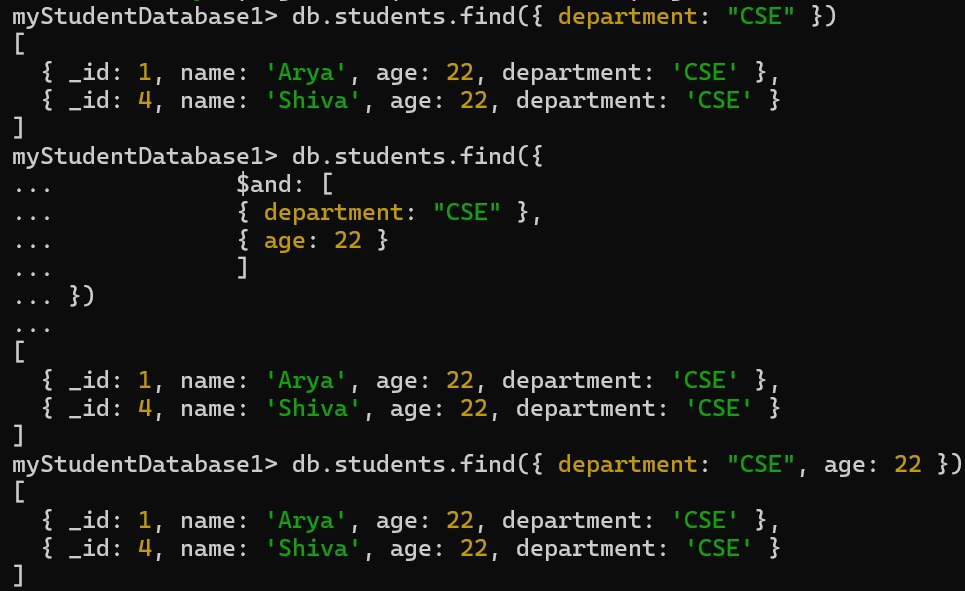 myStudentDatabase1> db.students.find({ department: "CSE" })
[
  { _id: 1, name: 'Arya', age: 22, department: 'CSE' },
  { _id: 4, name: 'Shiva', age: 22, department: 'CSE' }
]
myStudentDatabase1> db.students.find({
...             $and: [
...             { department: "CSE" },
...             { age: 22 }
...             ]
... })
...
[
  { _id: 1, name: 'Arya', age: 22, department: 'CSE' },
  { _id: 4, name: 'Shiva', age: 22, department: 'CSE' }
]
myStudentDatabase1> db.students.find({ department: "CSE", age: 22 })
[
  { _id: 1, name: 'Arya', age: 22, department: 'CSE' },
  { _id: 4, name: 'Shiva', age: 22, department: 'CSE' }
]